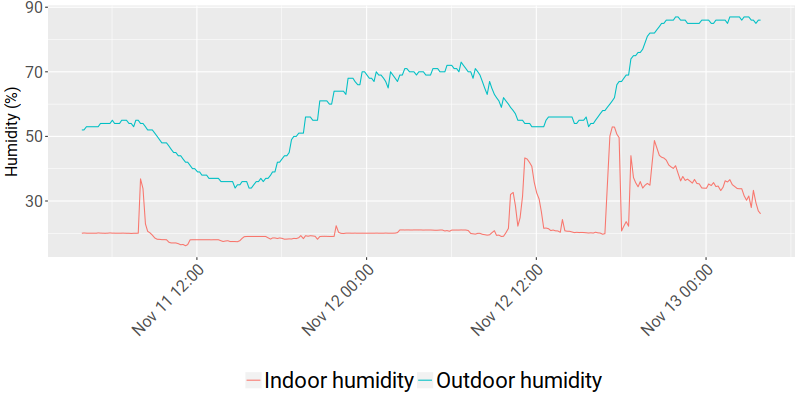 90
70
50
30
Humidity (%)
Nov 11 12:00
Nov 12 00:00
Nov 12 12:00
Nov 13 00:00
Indoor humidity Outdoor humidity